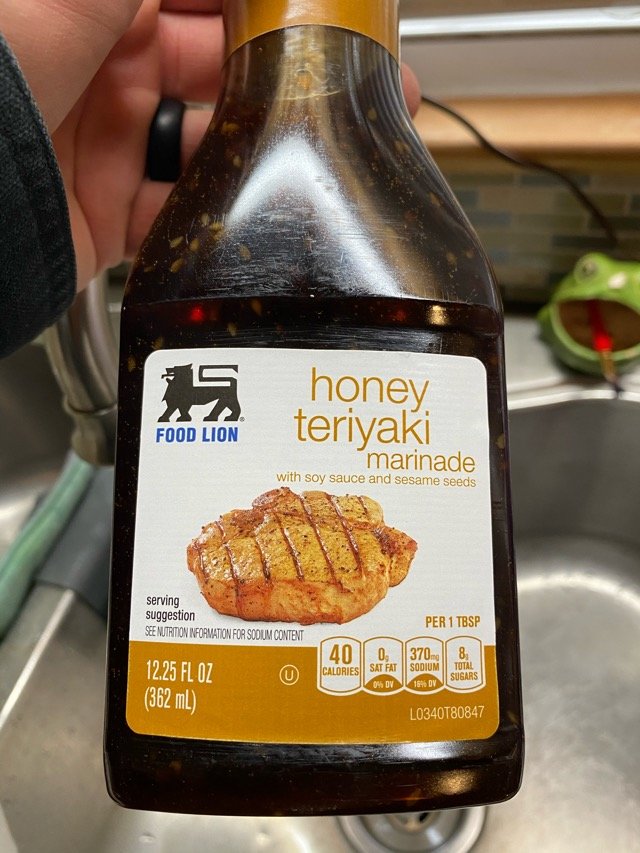 FOOD LION
honey
teriyaki
marinade
with soy sauce and sesame seeds
serving
suggestion
SEE NUTRITION INFORMATION FOR SODIUM CONTENT
PER 1 TBSP
40
CALORIES
0g
SAT FAT
0% DV
370mg
SODIUM
16% DV
8g
TOTAL
SUGARS
12.25 FL OZ
(362 mL)
U
L0340T80847